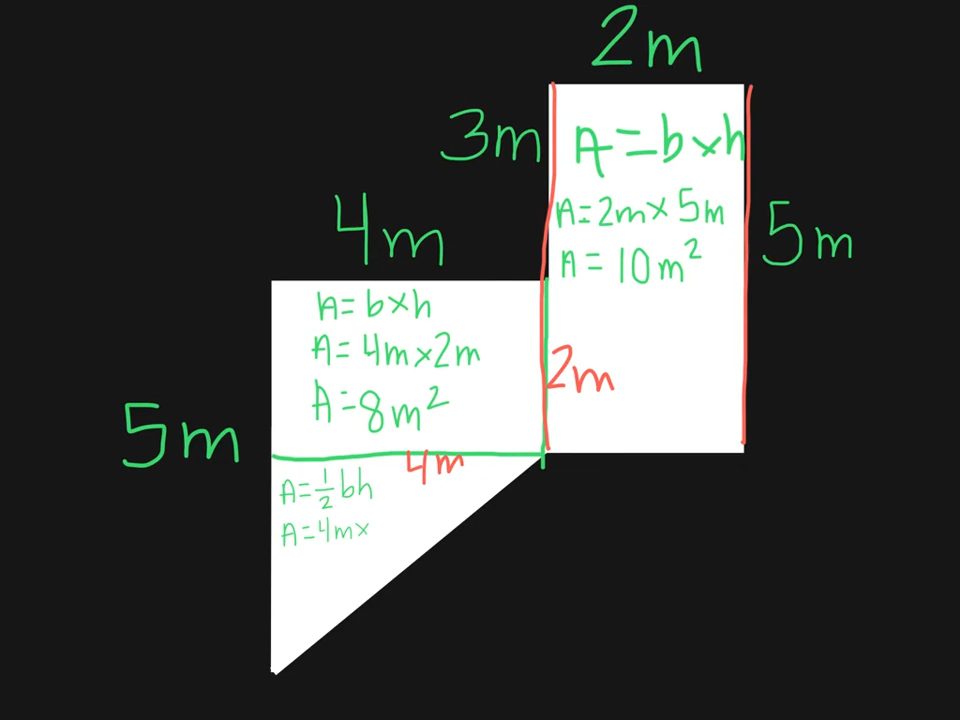 2m
3m
A = b×h
A = 2m × 5m
A = 10m²
5m
4m
A = b×h
A = 4m×2m
A = 8m²
2m
5m
4m
A = ½bh
A = 4m×